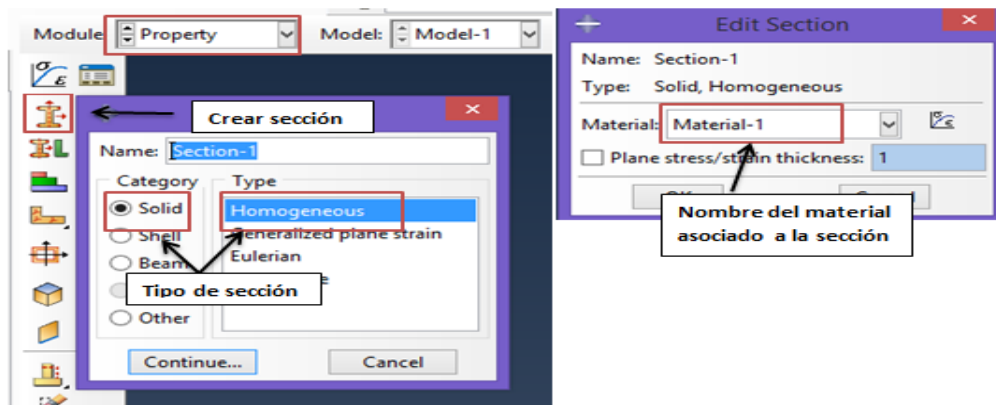 Module Property Model: Model-1
Crear sección
Name: Section-1
Category Type
Solid Homogeneous
Shell Generalized plane strain
Beam Eulerian
Tipo de sección
Other
Continue... Cancel
Edit Section
Name: Section-1
Type: Solid, Homogeneous
Material: Material-1
Plane stress/strain thickness: 1
Nombre del material
asociado a la sección